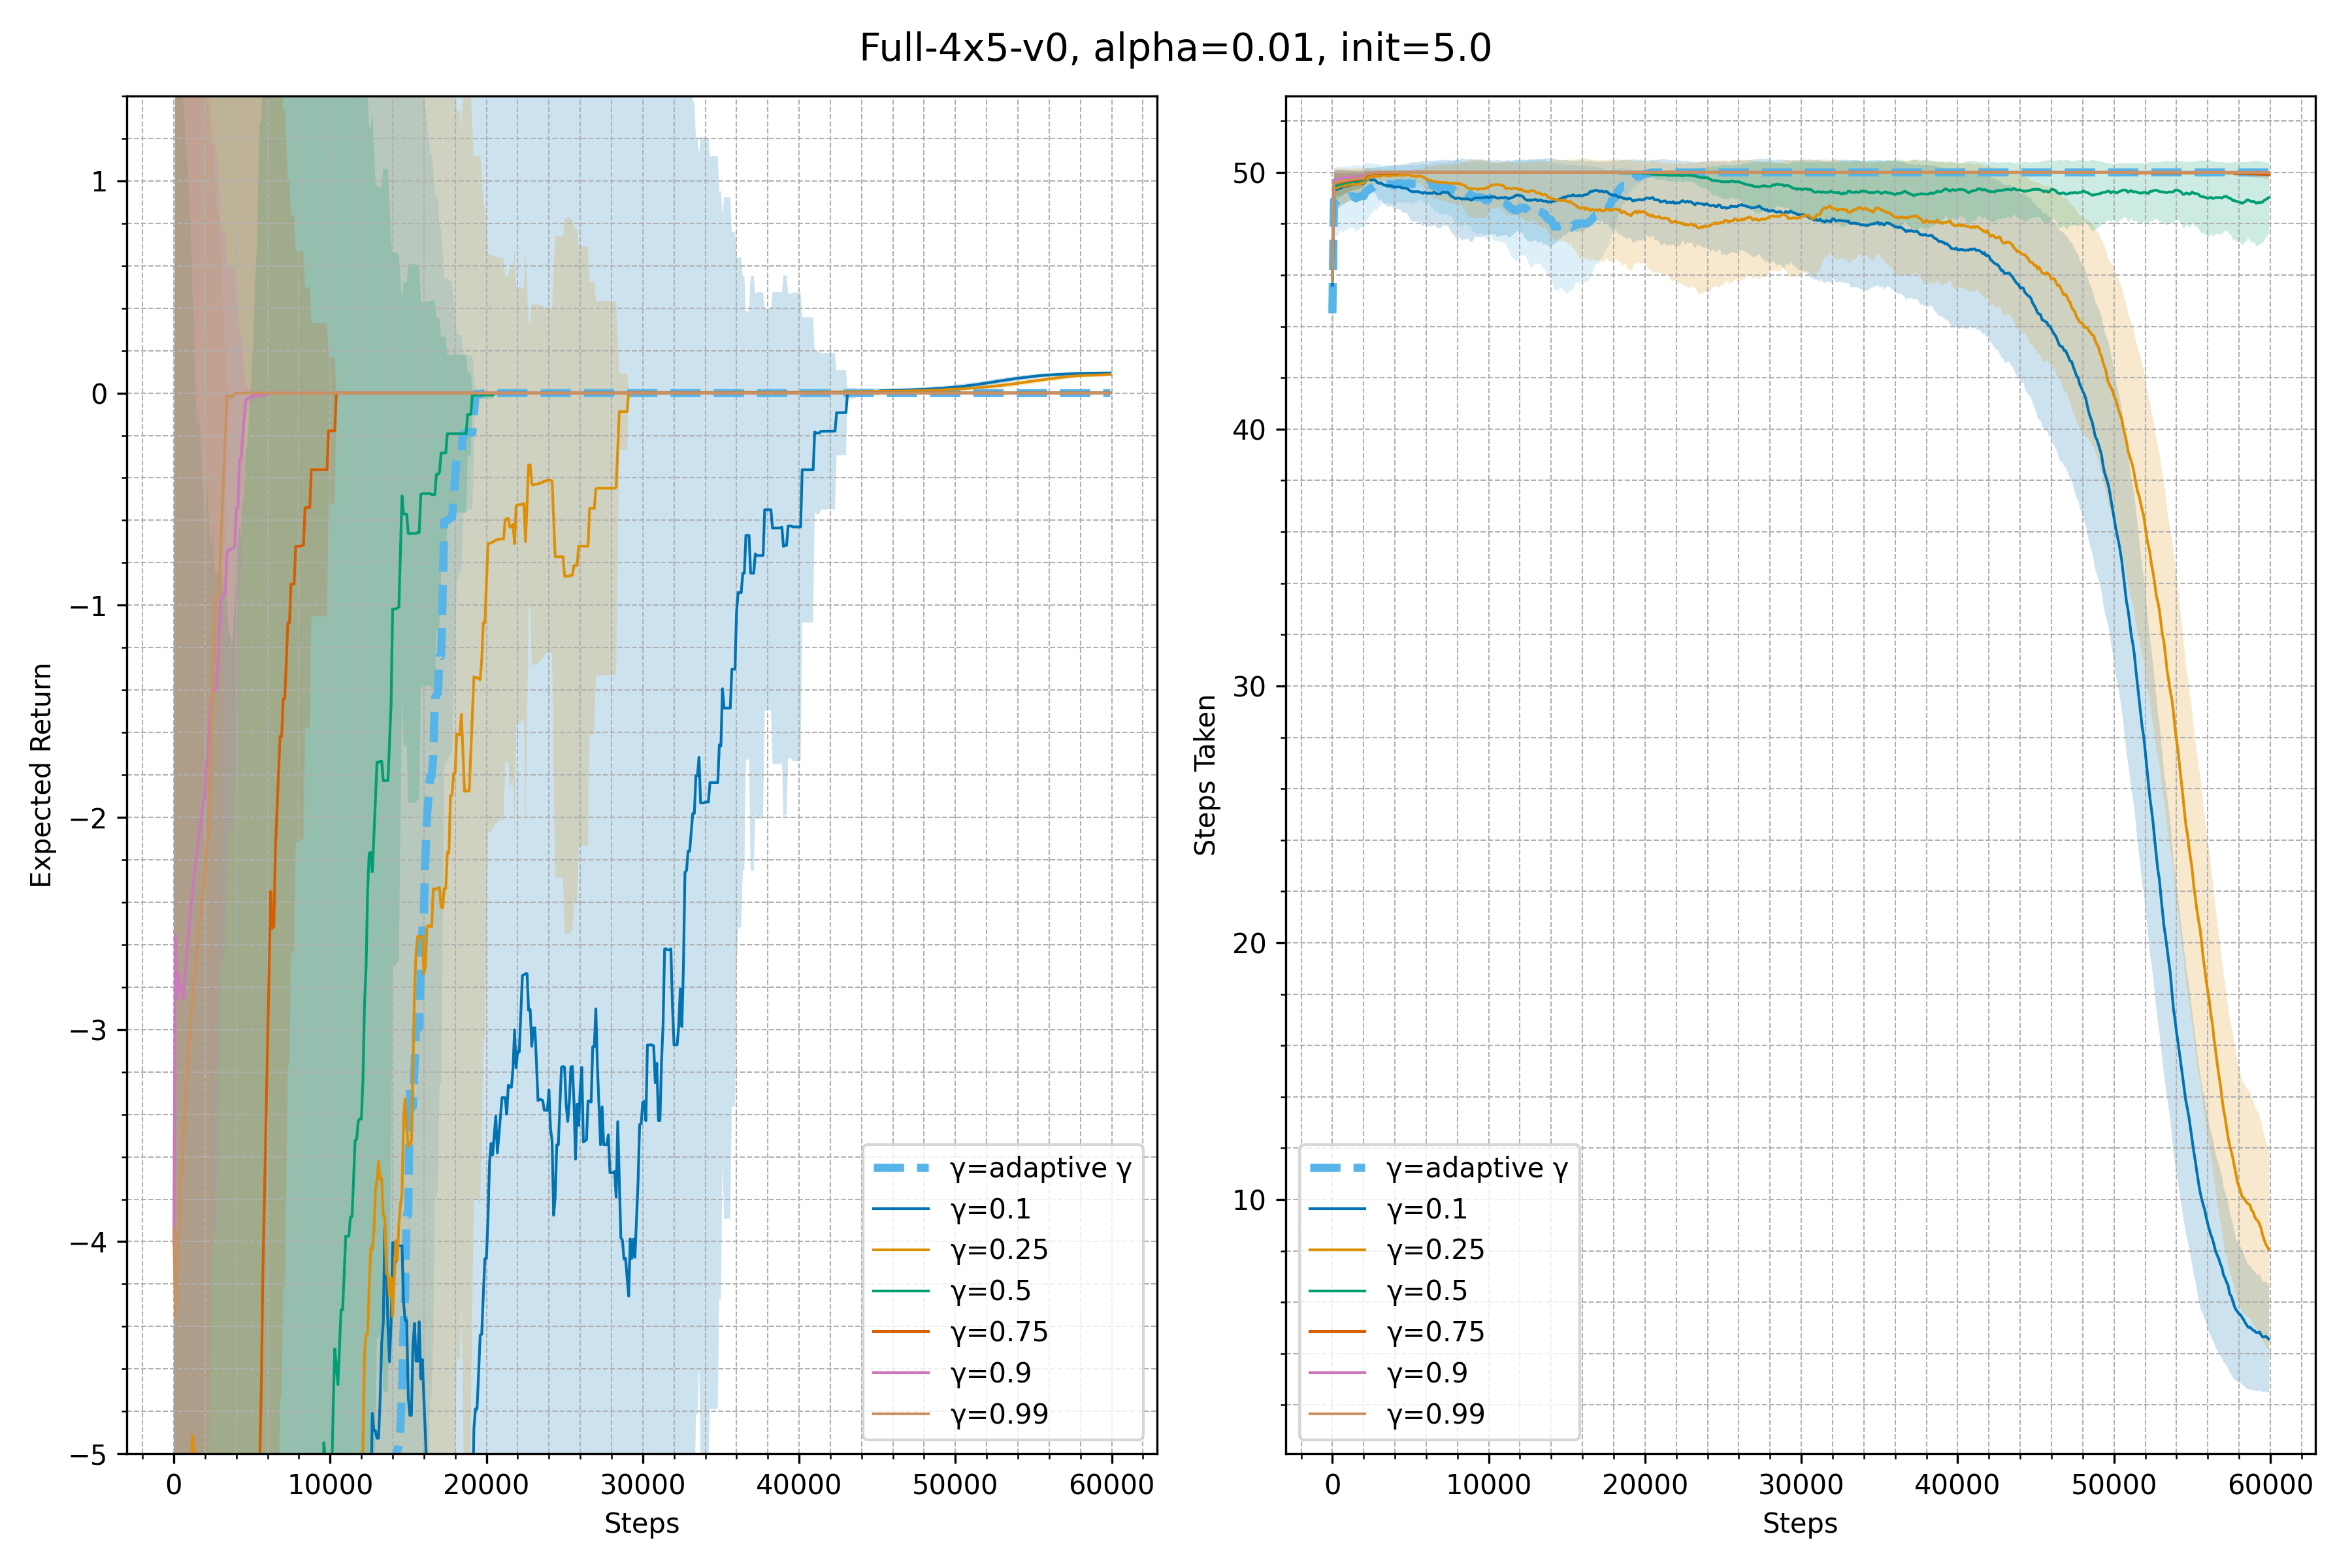 Full-4x5-v0, alpha=0.01, init=5.0
Expected Return
1
0
−1
−2
−3
−4
−5
0
10000
20000
30000
40000
50000
60000
Steps
γ=adaptive γ
γ=0.1
γ=0.25
γ=0.5
γ=0.75
γ=0.9
γ=0.99
Steps Taken
50
40
30
20
10
0
10000
20000
30000
40000
50000
60000
Steps
γ=adaptive γ
γ=0.1
γ=0.25
γ=0.5
γ=0.75
γ=0.9
γ=0.99